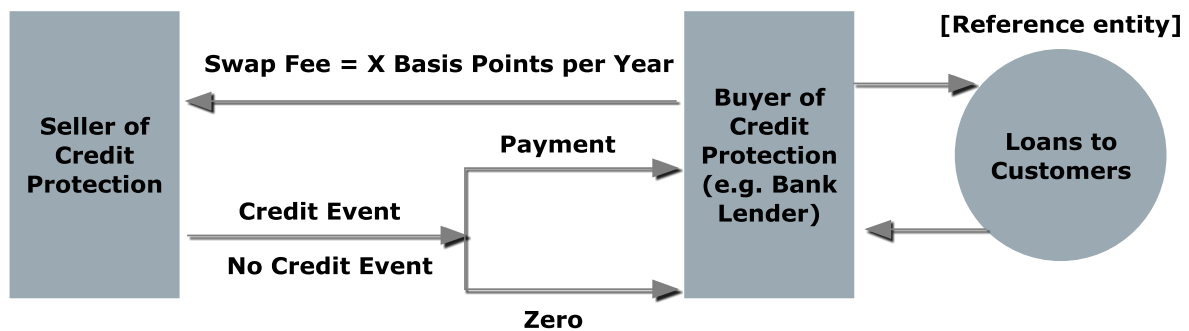 [Reference entity]
Swap Fee = X Basis Points per Year
Seller of
Credit
Protection
Buyer of
Credit
Protection
(e.g. Bank
Lender)
Loans to
Customers
Payment
Credit Event
No Credit Event
Zero